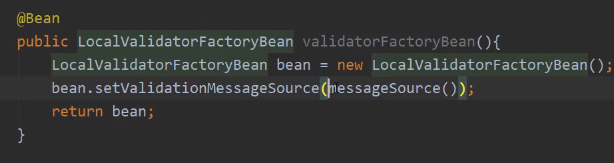 @Bean
public LocalValidatorFactoryBean validatorFactoryBean(){
LocalValidatorFactoryBean bean = new LocalValidatorFactoryBean();
bean.setValidationMessageSource(messageSource());
return bean;
}